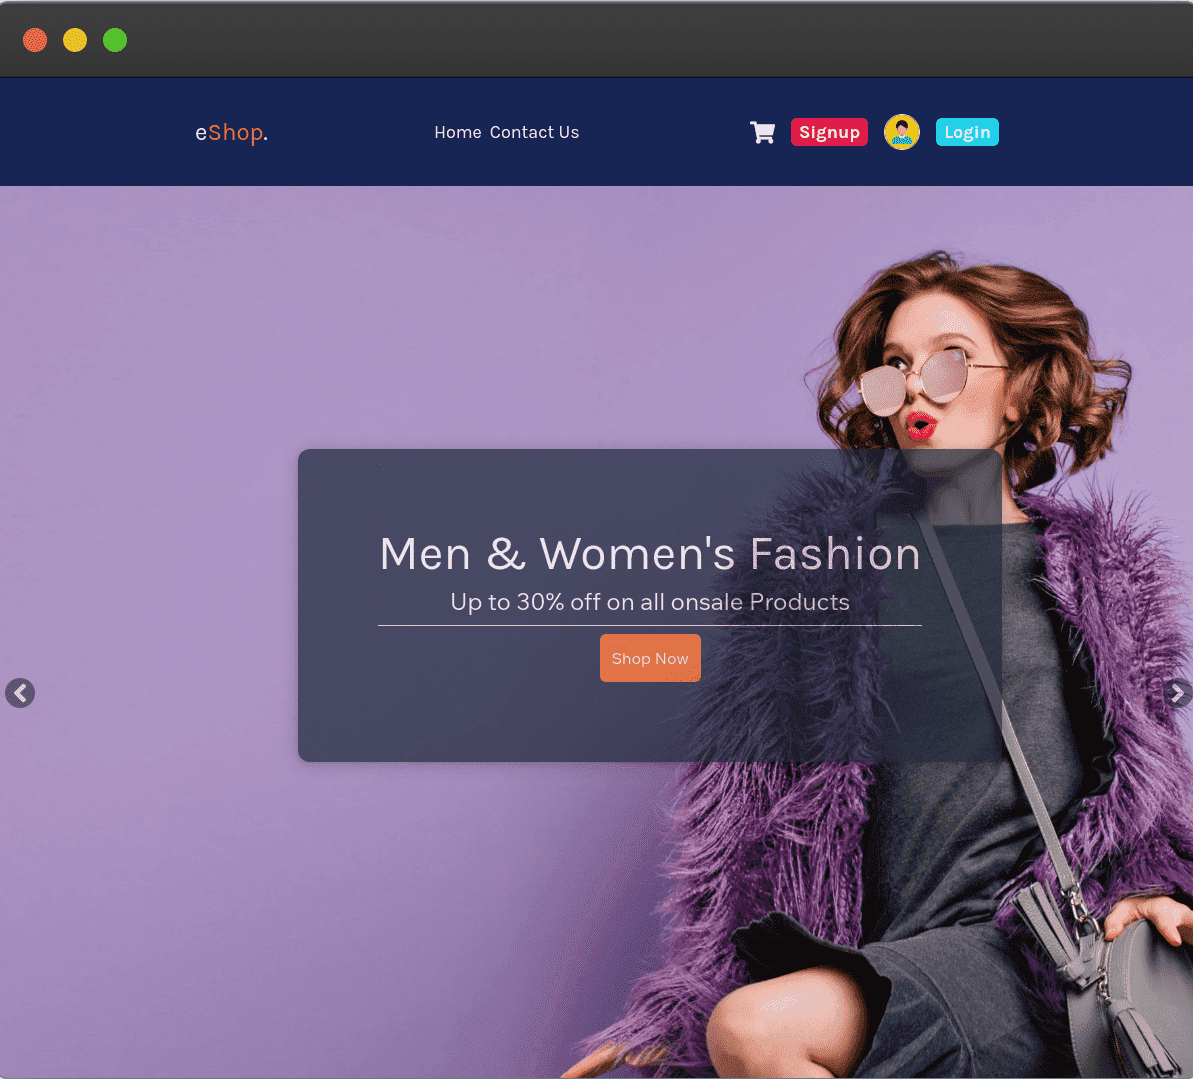 eShop.
Home Contact Us
Signup
Login
Men & Women's Fashion
Up to 30% off on all onsale Products
Shop Now